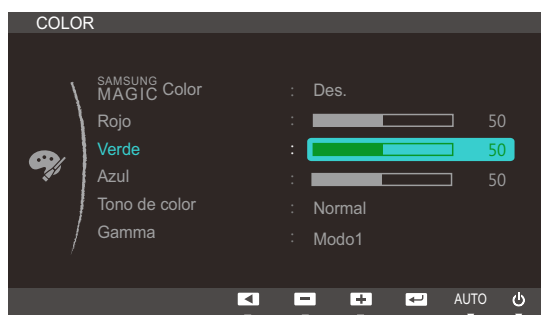 COLOR
SAMSUNG MAGIC Color : Des.
Rojo : 50
Verde : 50
Azul : 50
Tono de color : Normal
Gamma : Modo1
AUTO